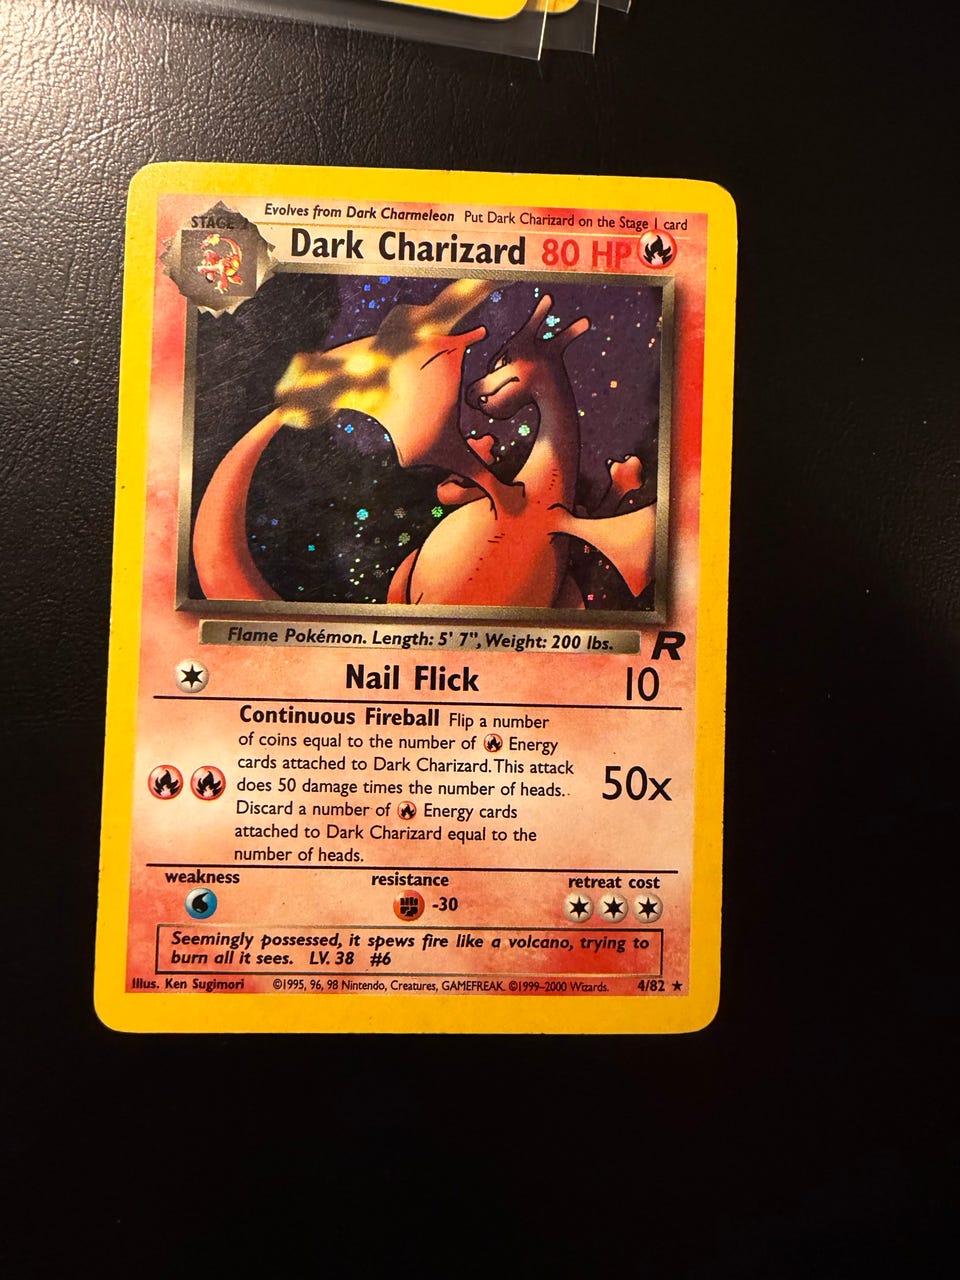 Evolves from Dark Charmeleon Put Dark Charizard on the Stage 1 card
STAGE 2
Dark Charizard 80 HP
Flame Pokémon. Length: 5' 7", Weight: 200 lbs.
R
Nail Flick 10
Continuous Fireball Flip a number
of coins equal to the number of Energy
cards attached to Dark Charizard. This attack
does 50 damage times the number of heads.
Discard a number of Energy cards
attached to Dark Charizard equal to the
number of heads.
50x
weakness resistance retreat cost
-30
Seemingly possessed, it spews fire like a volcano, trying to
burn all it sees. LV. 38 #6
Illus. Ken Sugimori ©1995, 96, 98 Nintendo, Creatures, GAMEFREAK. ©1999-2000 Wizards. 4/82 ★